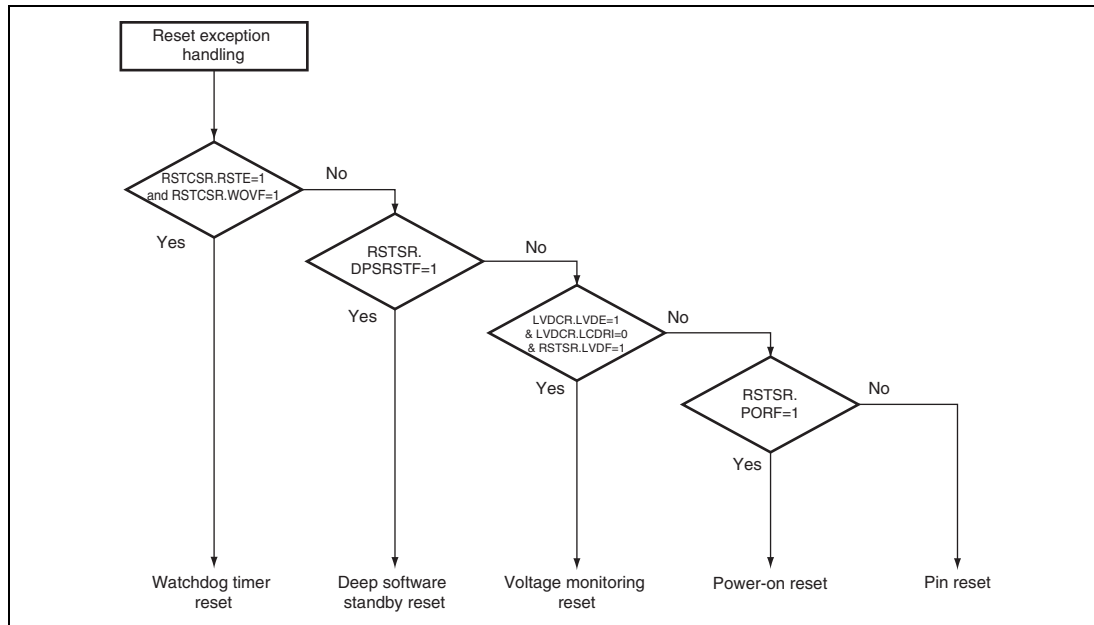 Reset exception
handling
RSTCSR.RSTE=1
and RSTCSR.WOVF=1
No
Yes
RSTSR.
DPSRSTF=1
No
Yes
LVDCR.LVDE=1
& LVDCR.LCDRI=0
& RSTSR.LVDF=1
No
Yes
RSTSR.
PORF=1
No
Yes
Watchdog timer
reset
Deep software
standby reset
Voltage monitoring
reset
Power-on reset
Pin reset